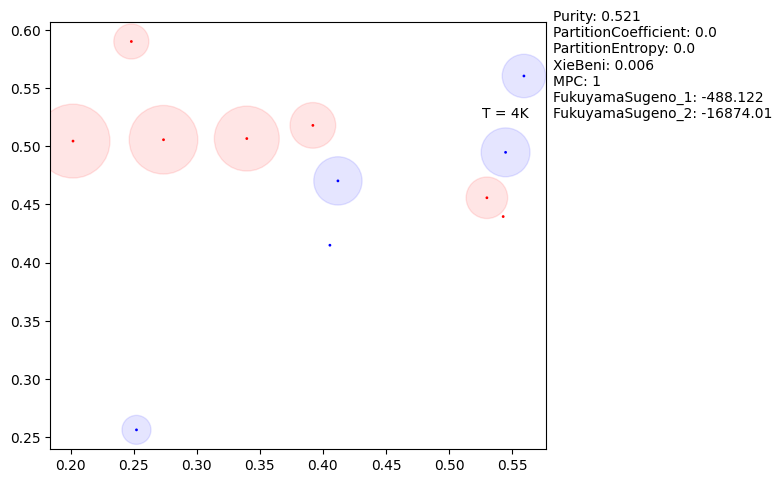 Purity: 0.521
PartitionCoefficient: 0.0
PartitionEntropy: 0.0
XieBeni: 0.006
MPC: 1
FukuyamaSugeno_1: -488.122
FukuyamaSugeno_2: -16874.01
T = 4K
0.60
0.55
0.50
0.45
0.40
0.35
0.30
0.25
0.20 0.25 0.30 0.35 0.40 0.45 0.50 0.55